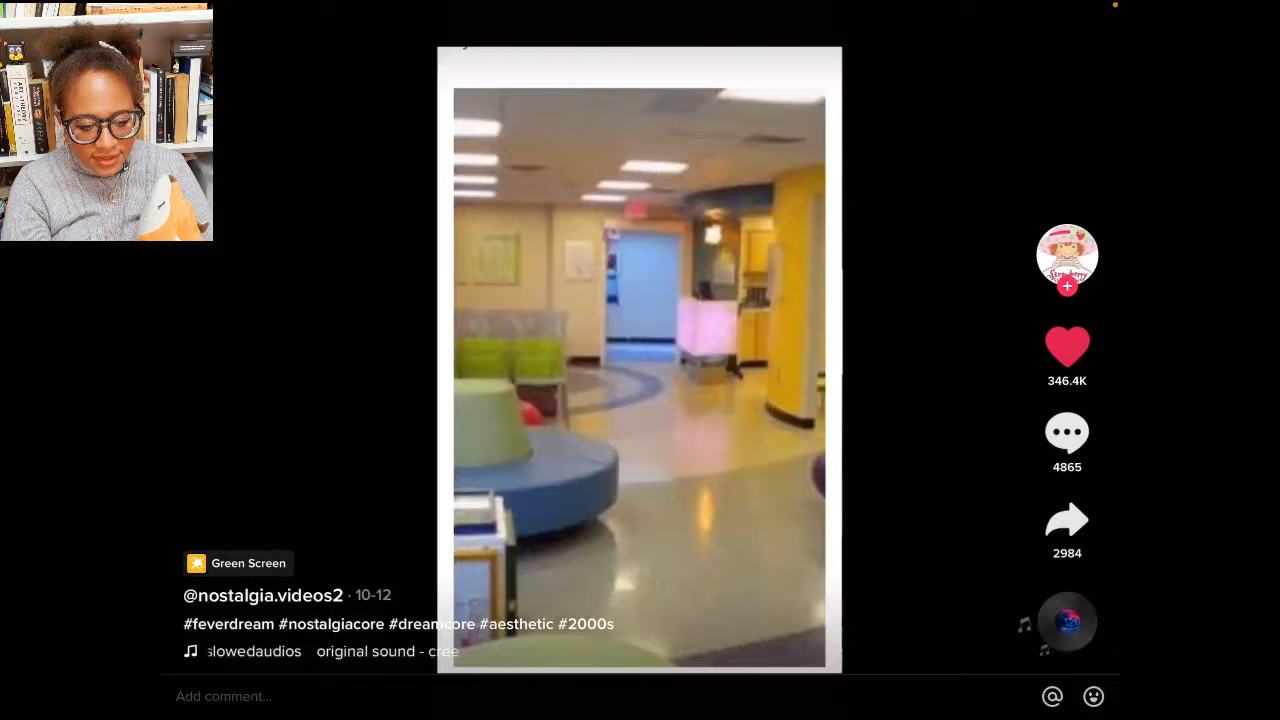 346.4K
4865
2984
Green Screen
@nostalgia.videos2 · 10-12
#feverdream #nostalgiacore #dreamcore #aesthetic #2000s
slowedaudios original sound - cree
Add comment...